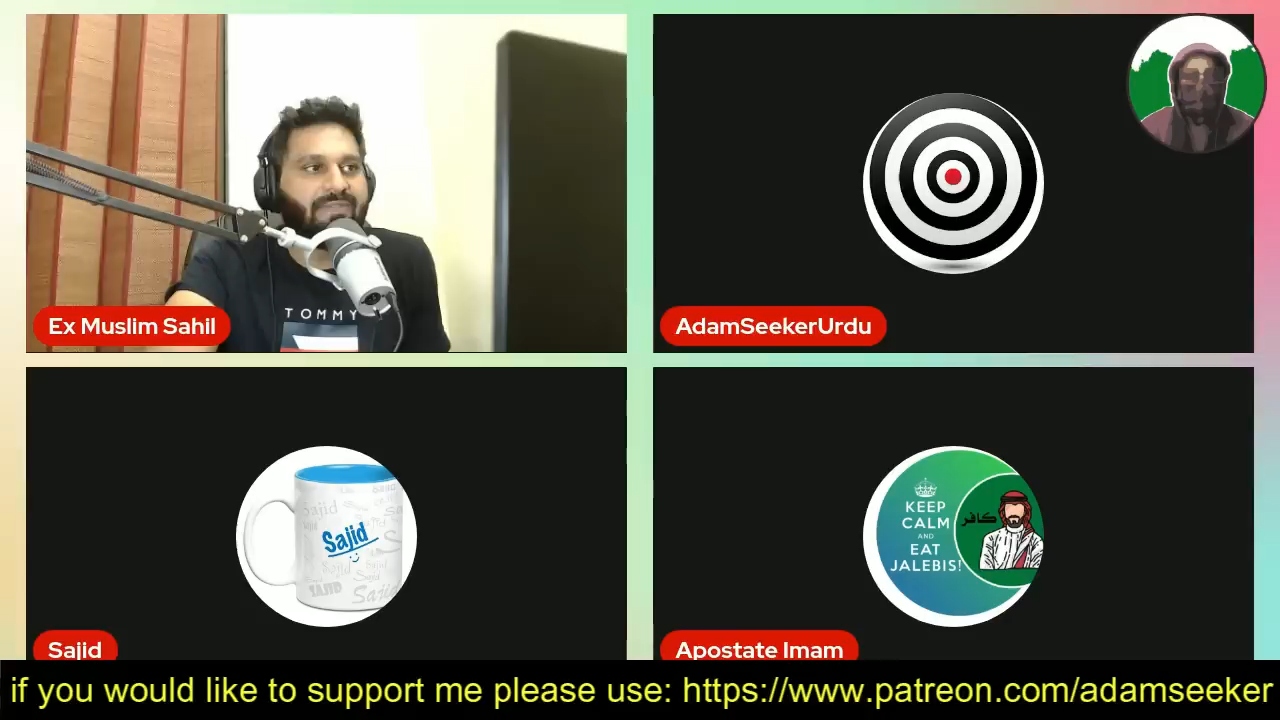 TOMMY
Ex Muslim Sahil
AdamSeekerUrdu
Sajid
Sajid
KEEP
CALM
AND
EAT
JALEBIS!
كافر
Apostate Imam
if you would like to support me please use: https://www.patreon.com/adamseeker